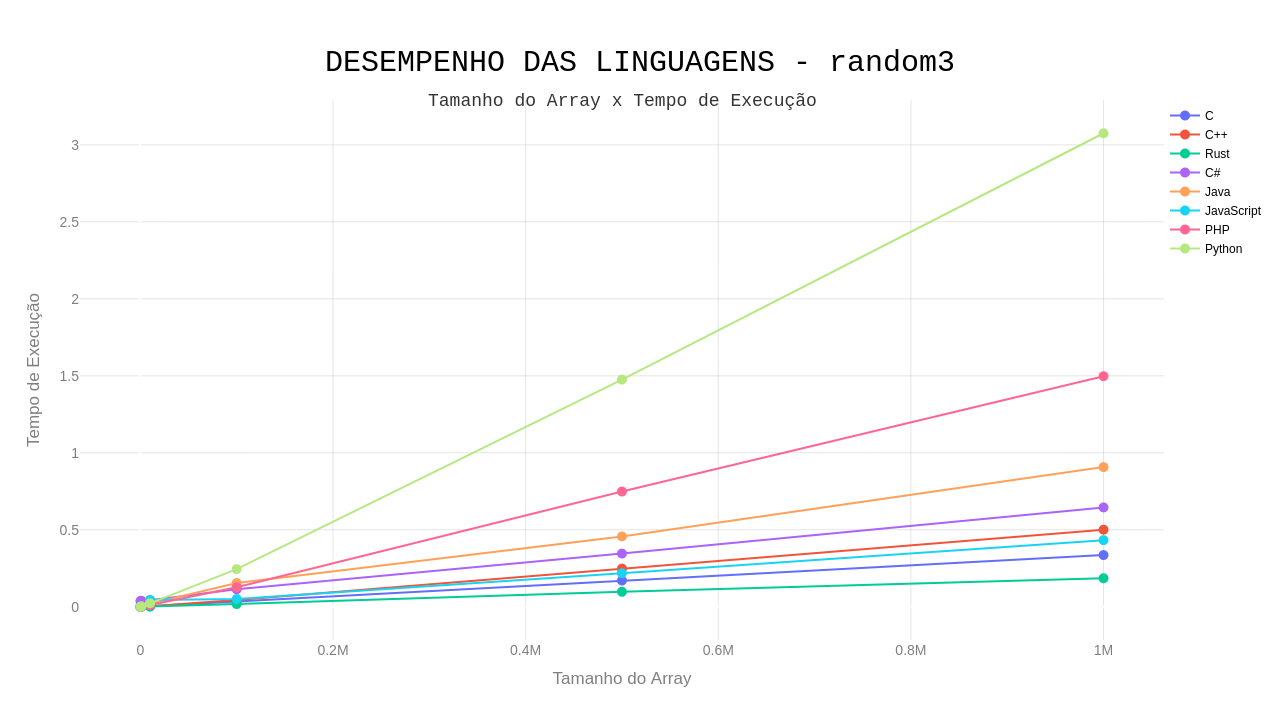 DESEMPENHO DAS LINGUAGENS - random3
Tamanho do Array x Tempo de Execução
C
C++
Rust
C#
Java
JavaScript
PHP
Python
3
2.5
2
1.5
1
0.5
0
Tempo de Execução
0
0.2M
0.4M
0.6M
0.8M
1M
Tamanho do Array